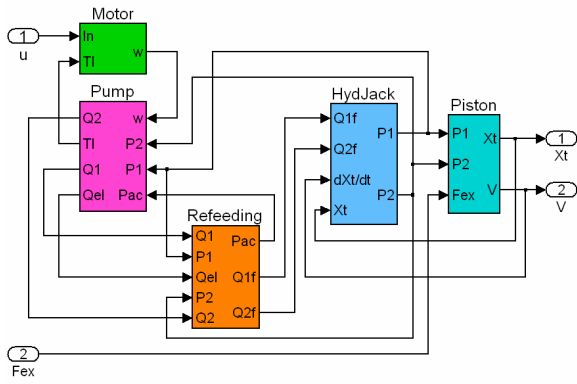 Motor
1
u
In
Tl
w
Pump
Q2
Tl
Q1
Qel
w
P2
P1
Pac
Refeeding
Q1
P1
Qel
P2
Q2
Pac
Q1f
Q2f
HydJack
Q1f
Q2f
dXt/dt
Xt
P1
P2
Piston
P1
P2
Fex
Xt
V
1
Xt
2
V
2
Fex